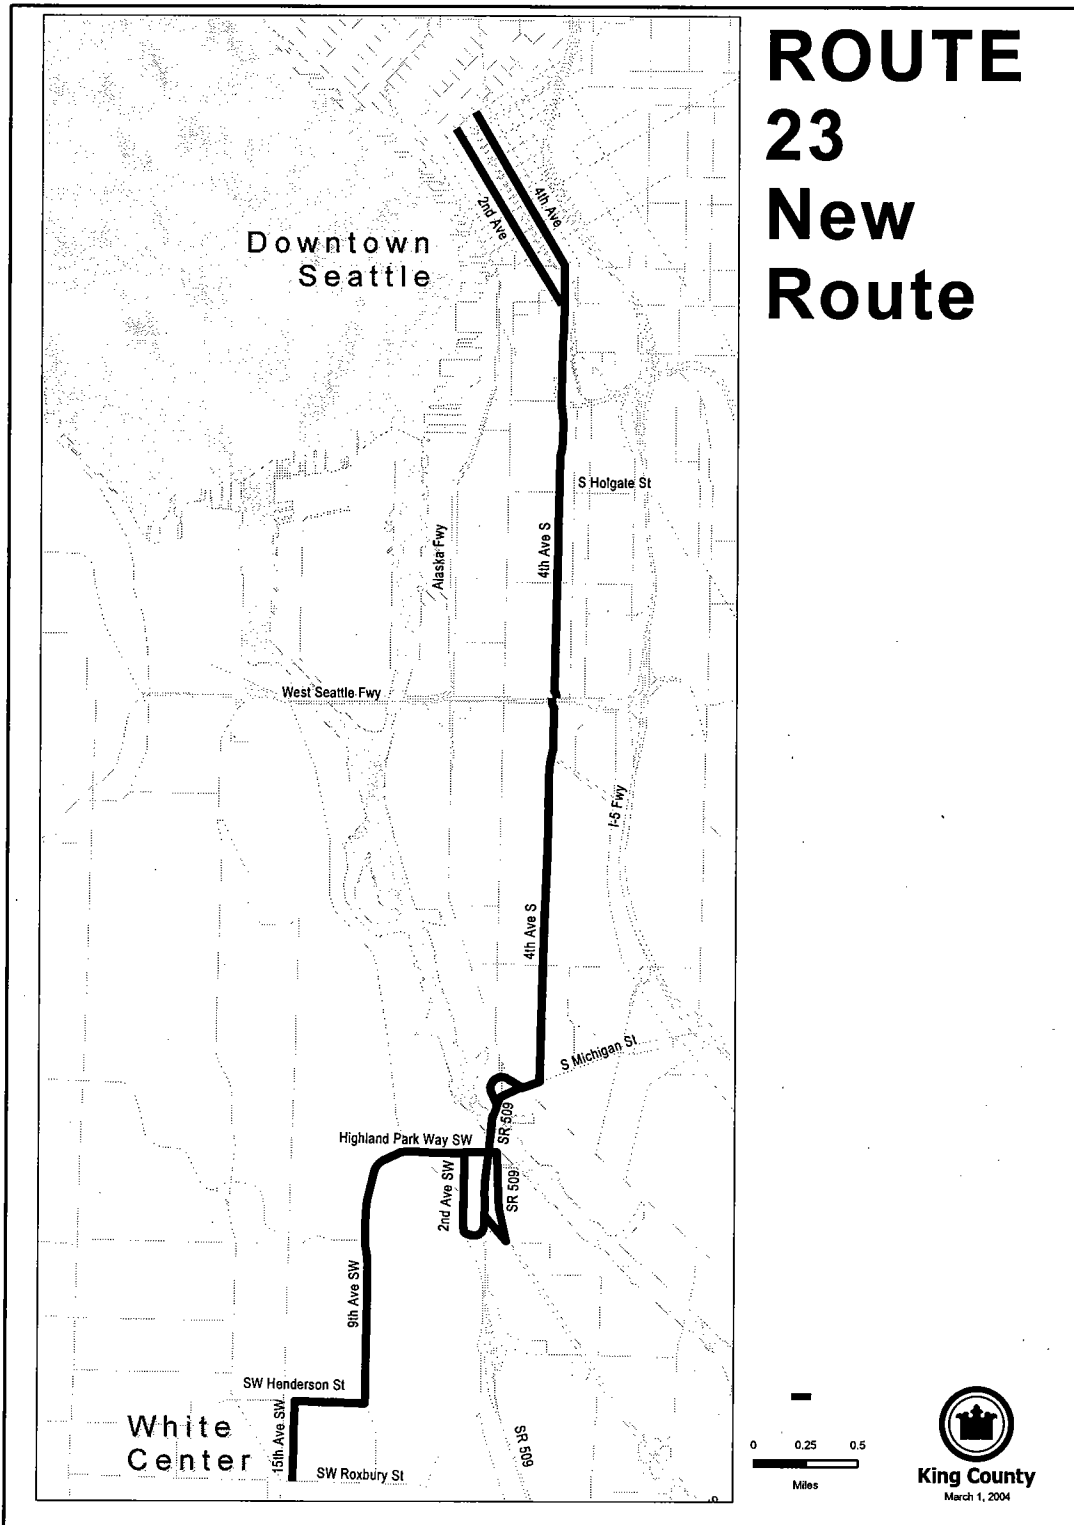 ROUTE
23
New
Route
4th Ave
2nd Ave
Downtown
Seattle
S Holgate St
4th Ave S
Alaska Fwy
West Seattle Fwy
I-5 Fwy
4th Ave S
S Michigan St
SR 509
Highland Park Way SW
2nd Ave SW
SR 509
9th Ave SW
SW Henderson St
White
Center
15th Ave SW
SR 509
SW Roxbury St
0 0.25 0.5
Miles
King County
March 1, 2004